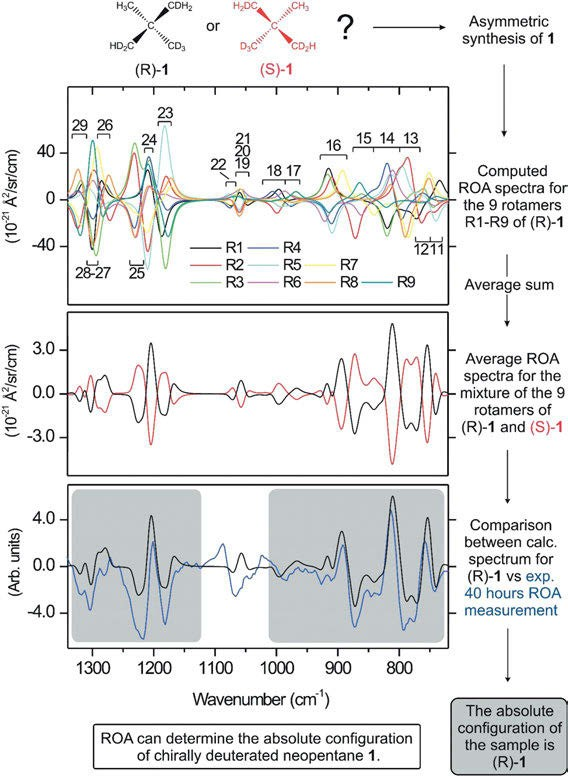 H₃C CDH₂
C
HD₂C CD₃
(R)-1
or
H₂DC CH₃
C
D₃C CD₂H
(S)-1
?
Asymmetric
synthesis of 1
29 26 24 23 22 21
20
19 18 17 16 15 14 13
28 27 25 12 11
40
0
-40
(10⁻²¹ Å²/sr/cm)
R1 R4
R2 R5 R7
R3 R6 R8 R9
Computed
ROA spectra for
the 9 rotamers
R1-R9 of (R)-1
Average sum
3.0
0.0
-3.0
(10⁻²¹ Å²/sr/cm)
Average ROA
spectra for the
mixture of the 9
rotamers of
(R)-1 and (S)-1
4.0
0.0
-4.0
(Arb. units)
Comparison
between calc.
spectrum for
(R)-1 vs exp.
40 hours ROA
measurement
1300 1200 1100 1000 900 800
Wavenumber (cm⁻¹)
ROA can determine the absolute configuration
of chirally deuterated neopentane 1.
The absolute
configuration of
the sample is
(R)-1